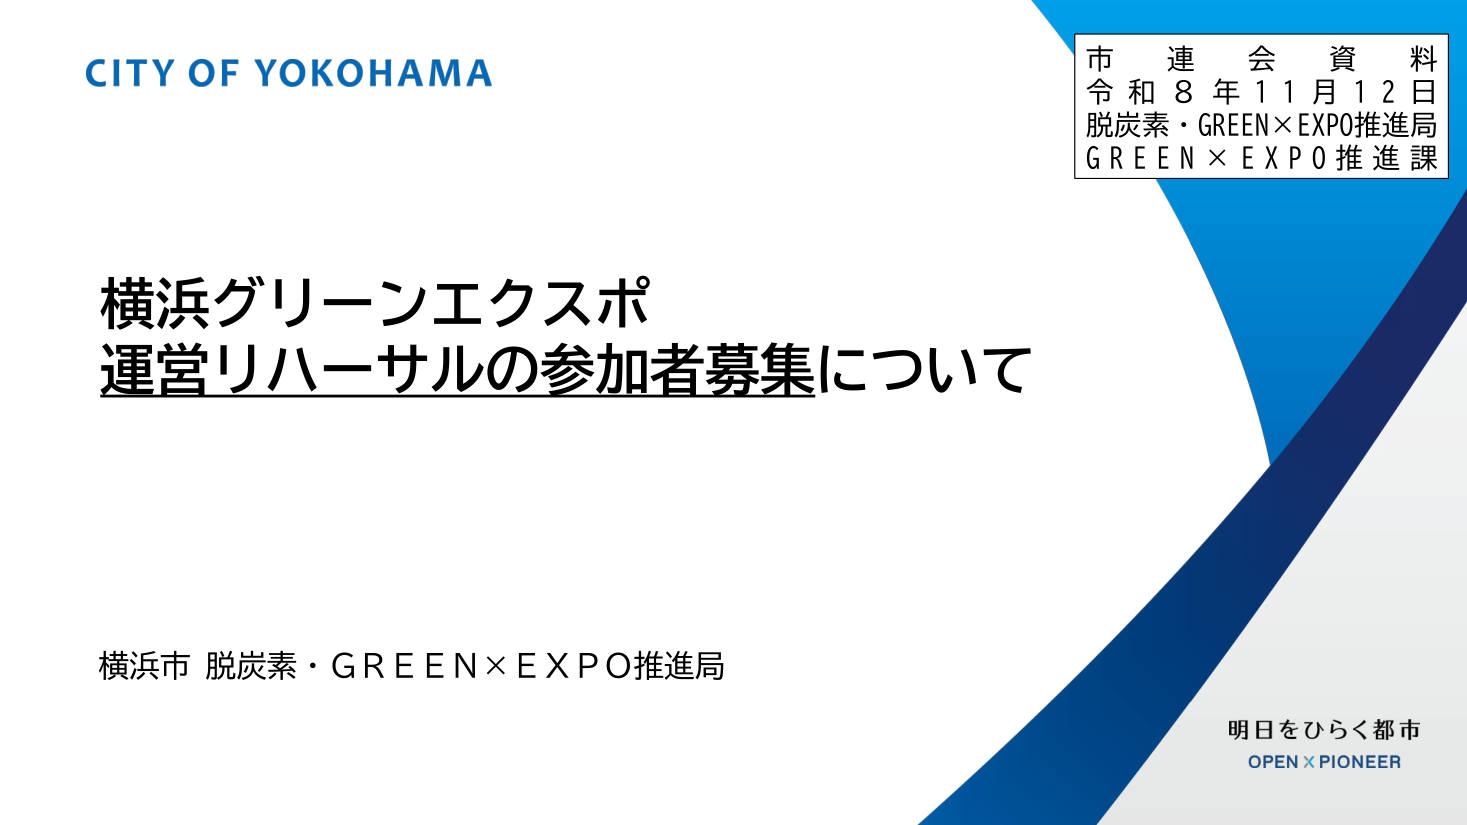 CITY OF YOKOHAMA
市連会資料
令和８年１１月１２日
脱炭素・GREEN×EXPO推進局
ＧＲＥＥＮ×ＥＸＰＯ推進課
横浜グリーンエクスポ
運営リハーサルの参加者募集について
横浜市 脱炭素・ＧＲＥＥＮ×ＥＸＰＯ推進局
明日をひらく都市
OPEN X PIONEER